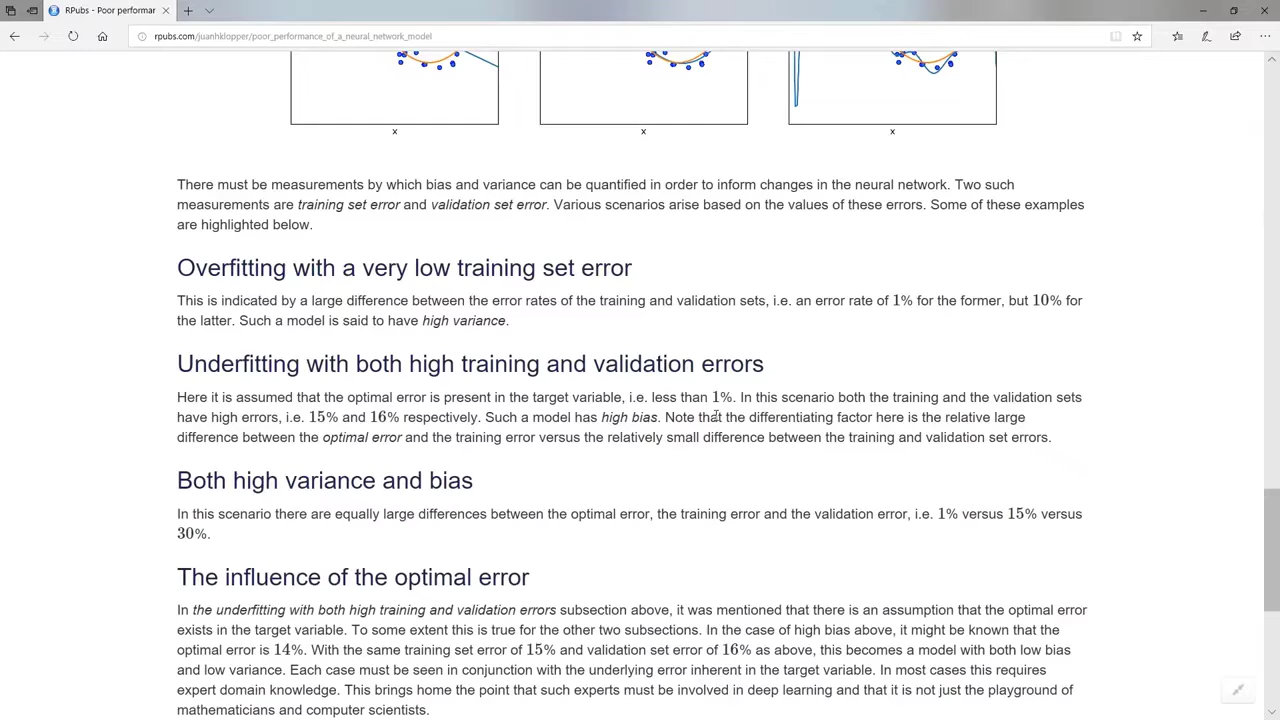 RPubs - Poor performar
rpubs.com/juanhklopper/poor_performance_of_a_neural_network_model
x x x
There must be measurements by which bias and variance can be quantified in order to inform changes in the neural network. Two such
measurements are training set error and validation set error. Various scenarios arise based on the values of these errors. Some of these examples
are highlighted below.
Overfitting with a very low training set error
This is indicated by a large difference between the error rates of the training and validation sets, i.e. an error rate of 1% for the former, but 10% for
the latter. Such a model is said to have high variance.
Underfitting with both high training and validation errors
Here it is assumed that the optimal error is present in the target variable, i.e. less than 1%. In this scenario both the training and the validation sets
have high errors, i.e. 15% and 16% respectively. Such a model has high bias. Note that the differentiating factor here is the relative large
difference between the optimal error and the training error versus the relatively small difference between the training and validation set errors.
Both high variance and bias
In this scenario there are equally large differences between the optimal error, the training error and the validation error, i.e. 1% versus 15% versus
30%.
The influence of the optimal error
In the underfitting with both high training and validation errors subsection above, it was mentioned that there is an assumption that the optimal error
exists in the target variable. To some extent this is true for the other two subsections. In the case of high bias above, it might be known that the
optimal error is 14%. With the same training set error of 15% and validation set error of 16% as above, this becomes a model with both low bias
and low variance. Each case must be seen in conjunction with the underlying error inherent in the target variable. In most cases this requires
expert domain knowledge. This brings home the point that such experts must be involved in deep learning and that it is not just the playground of
mathematicians and computer scientists.